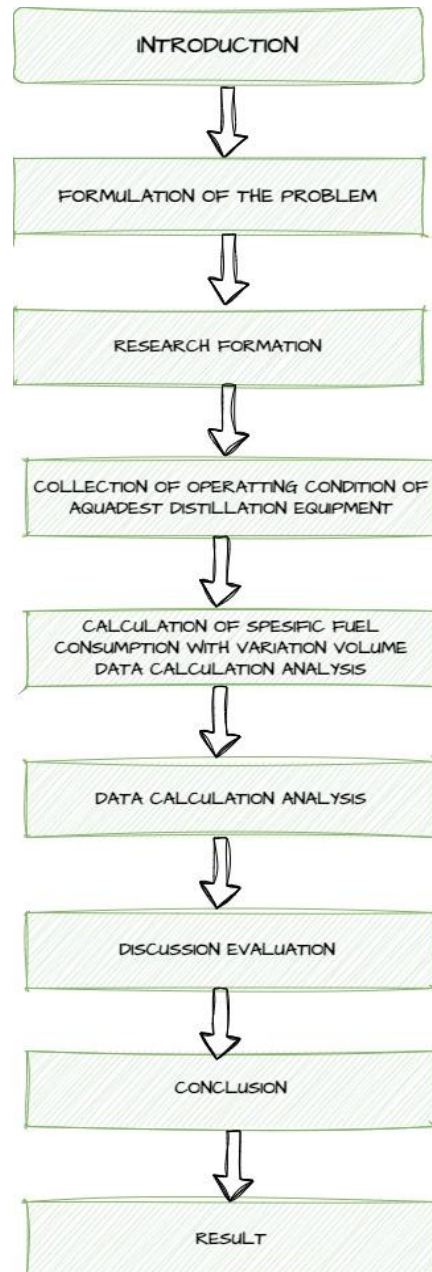 INTRODUCTION
FORMULATION OF THE PROBLEM
RESEARCH FORMATION
COLLECTION OF OPERATTING CONDITION OF
AQUADEST DISTILLATION EQUIPMENT
CALCULATION OF SPESIFIC FUEL
CONSUMPTION WITH VARIATION VOLUME
DATA CALCULATION ANALYSIS
DATA CALCULATION ANALYSIS
DISCUSSION EVALUATION
CONCLUSION
RESULT